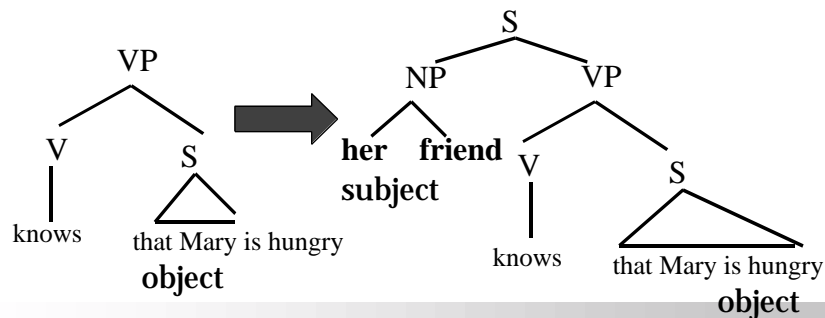 S
VP
NP VP
V S
her friend V S
subject
knows
that Mary is hungry
object
knows
that Mary is hungry
object